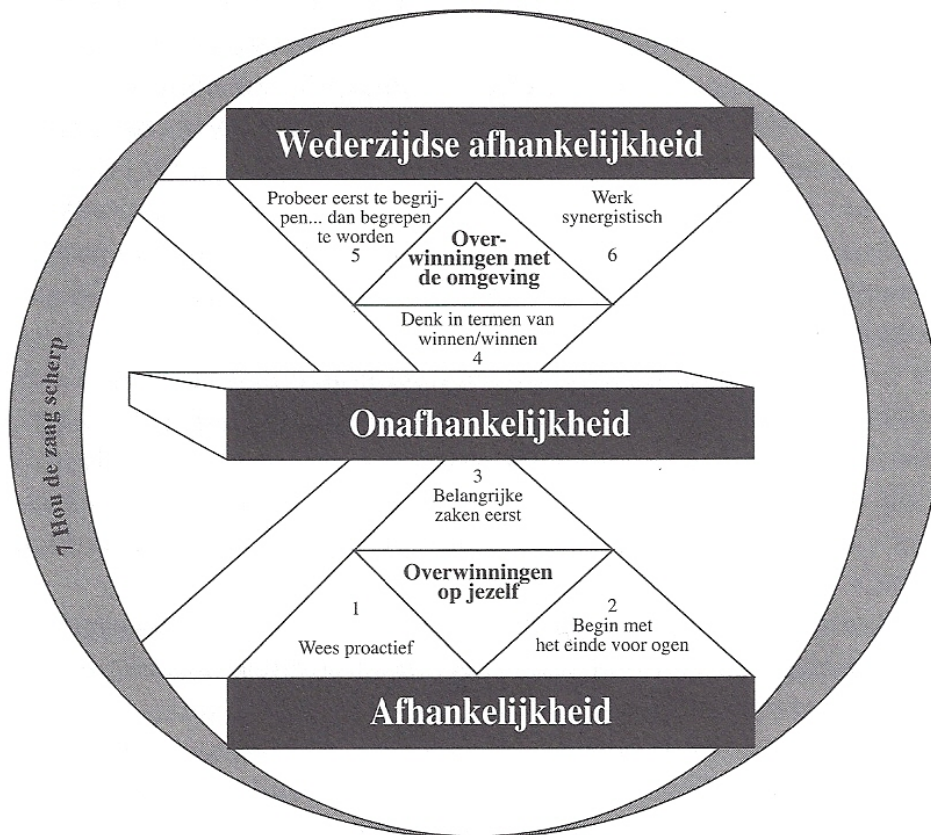 Wederzijdse afhankelijkheid
Probeer eerst te begrij-
pen... dan begrepen
te worden
5
Werk
synergistisch
6
Over-
winningen met
de omgeving
Denk in termen van
winnen/winnen
4
7 Hou de zaag scherp
Onafhankelijkheid
3
Belangrijke
zaken eerst
Overwinningen
op jezelf
1
Wees proactief
2
Begin met
het einde voor ogen
Afhankelijkheid